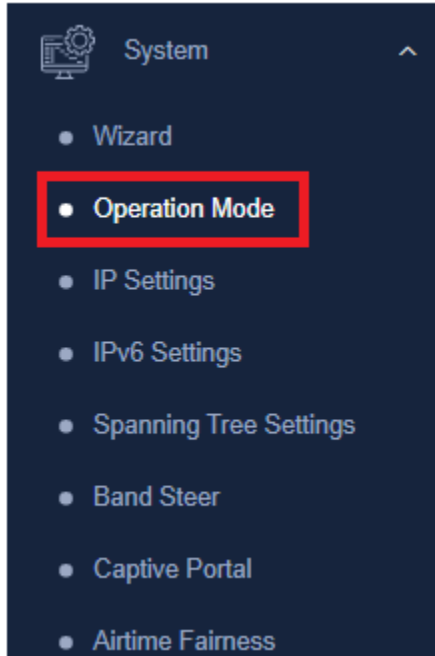 System
Wizard
Operation Mode
IP Settings
IPv6 Settings
Spanning Tree Settings
Band Steer
Captive Portal
Airtime Fairness